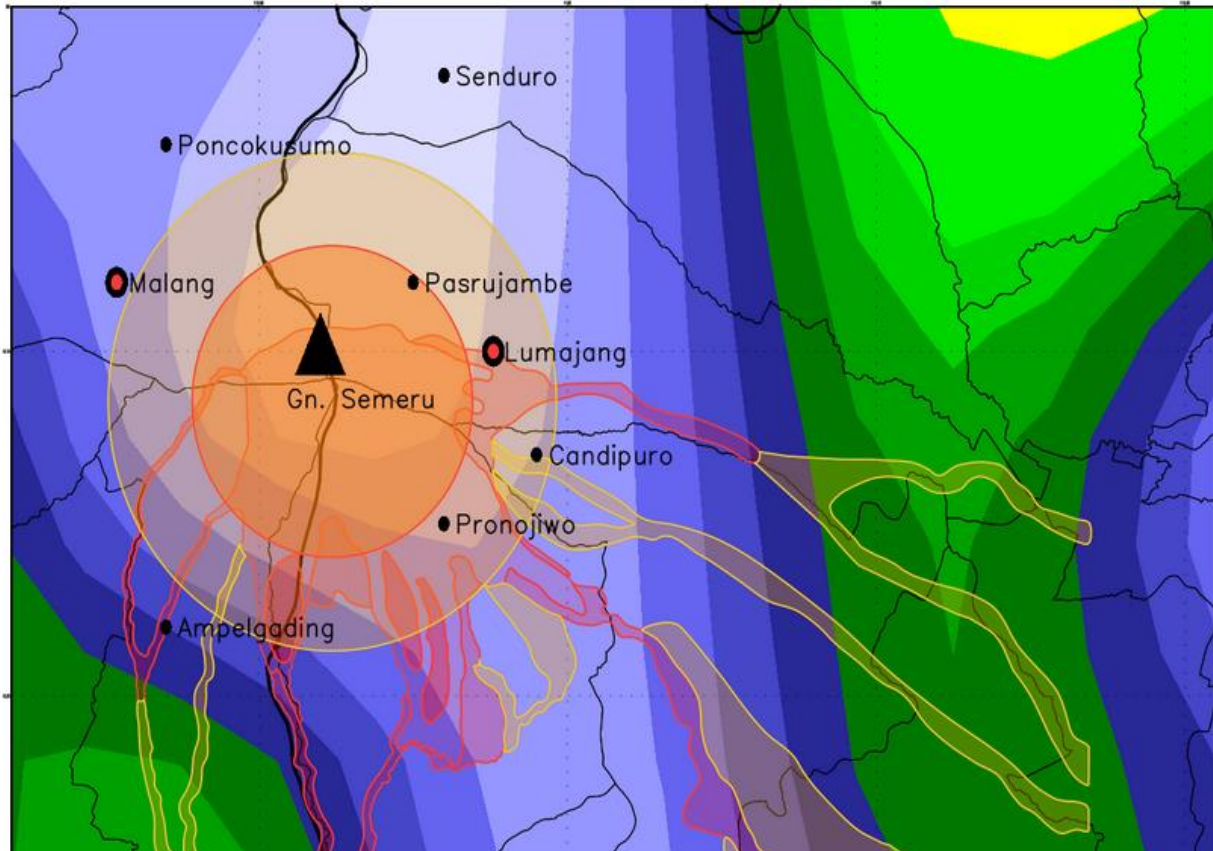 Senduro
Poncokusumo
Malang
Pasrujambe
Lumajang
Gn. Semeru
Candipuro
Pronojiwo
Ampelgading